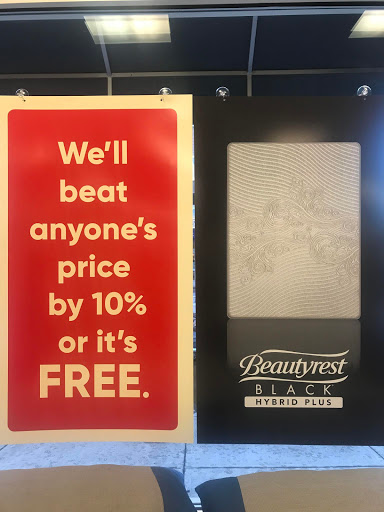 We'll
beat
anyone's
price
by 10%
or it's
FREE.
Beautyrest
BLACK
HYBRID PLUS